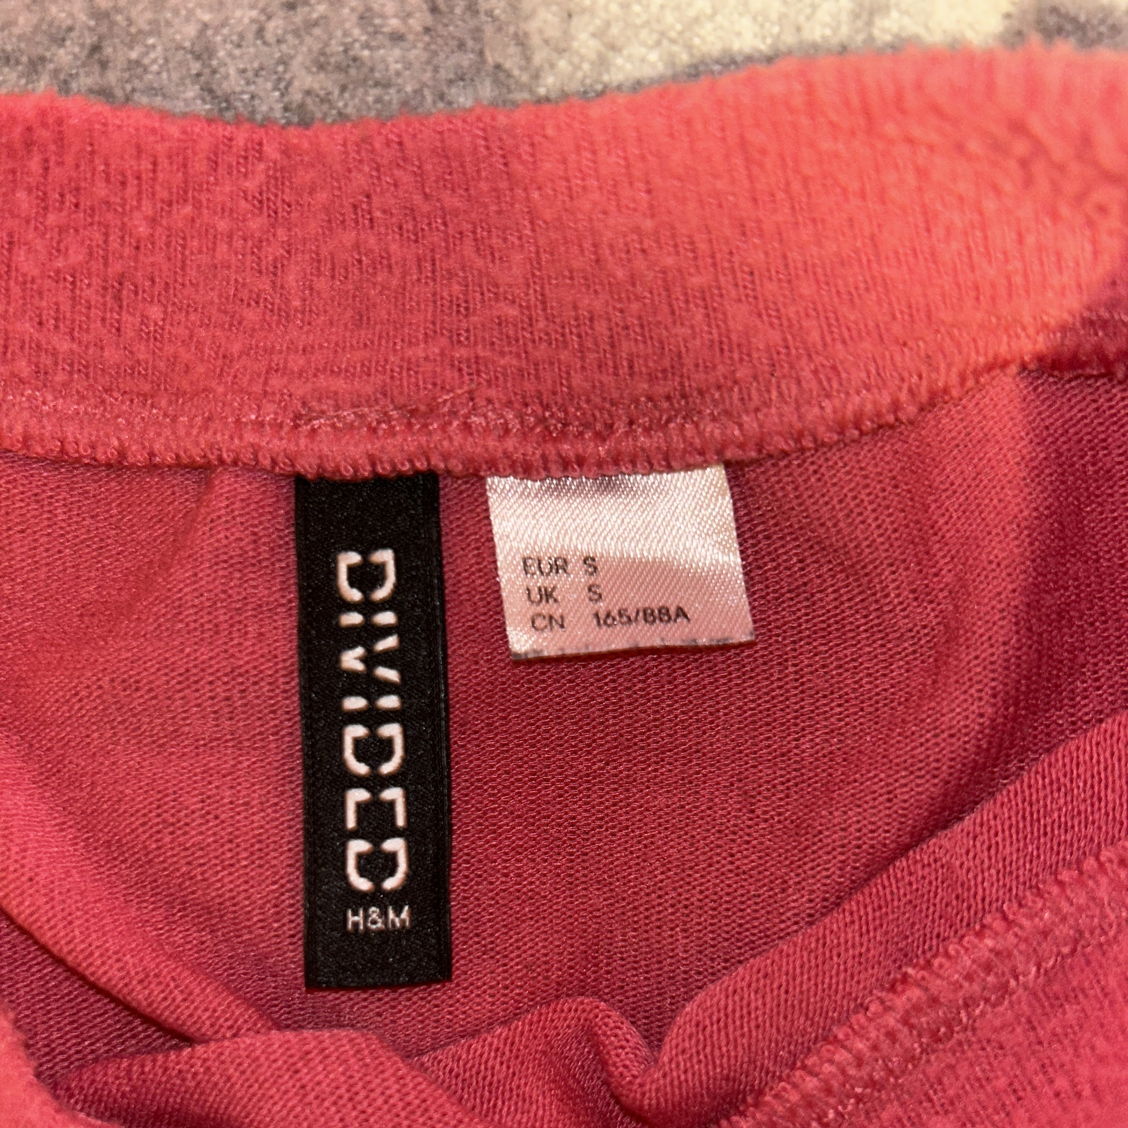 DIVIDED
H&M
EUR S
UK S
CN 165/88A